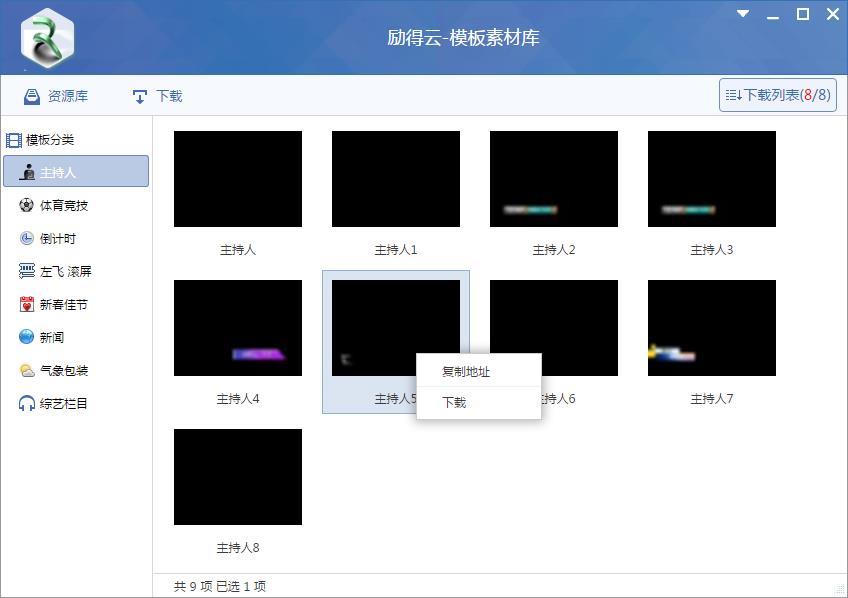 励得云-模板素材库
资源库
下载
下载列表(8/8)
模板分类
主持人
体育竞技
倒计时
左飞 滚屏
新春佳节
新闻
气象包装
综艺栏目
主持人
主持人1
主持人2
主持人3
主持人4
主持人5
主持人6
主持人7
复制地址
下载
主持人8
共 9 项 已选 1 项